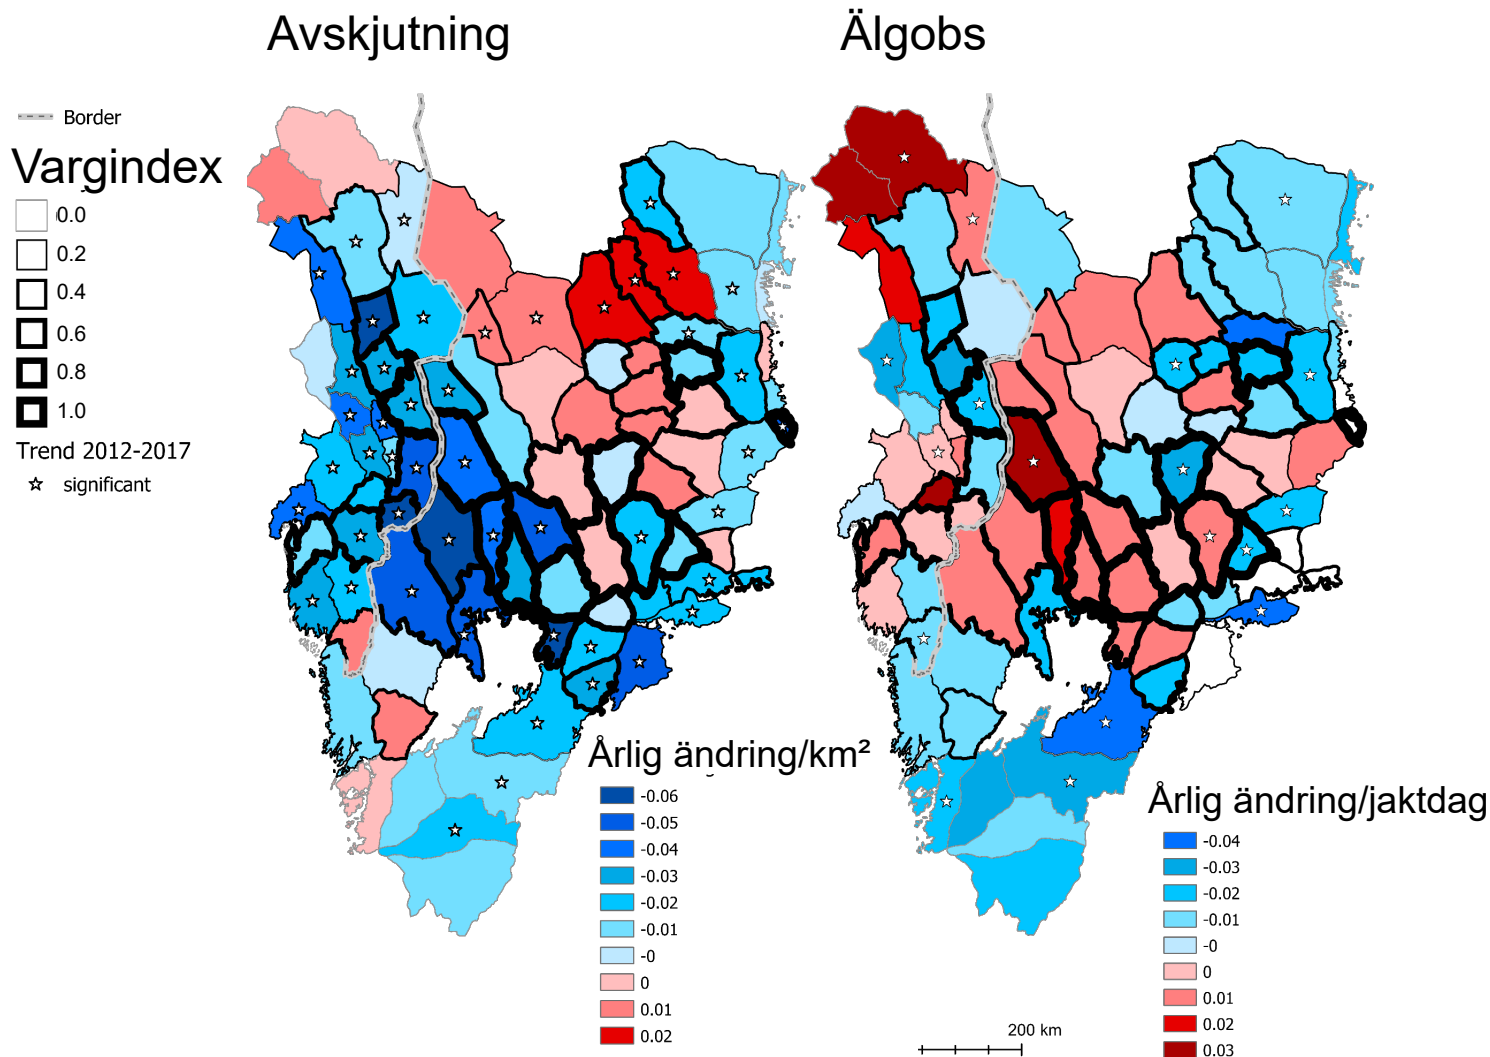 Avskjutning
Älgobs
Border
Vargindex
0.0
0.2
0.4
0.6
0.8
1.0
Trend 2012-2017
significant
Årlig ändring/km²
-0.06
-0.05
-0.04
-0.03
-0.02
-0.01
-0
0
0.01
0.02
Årlig ändring/jaktdag
-0.04
-0.03
-0.02
-0.01
-0
0
0.01
0.02
0.03
200 km